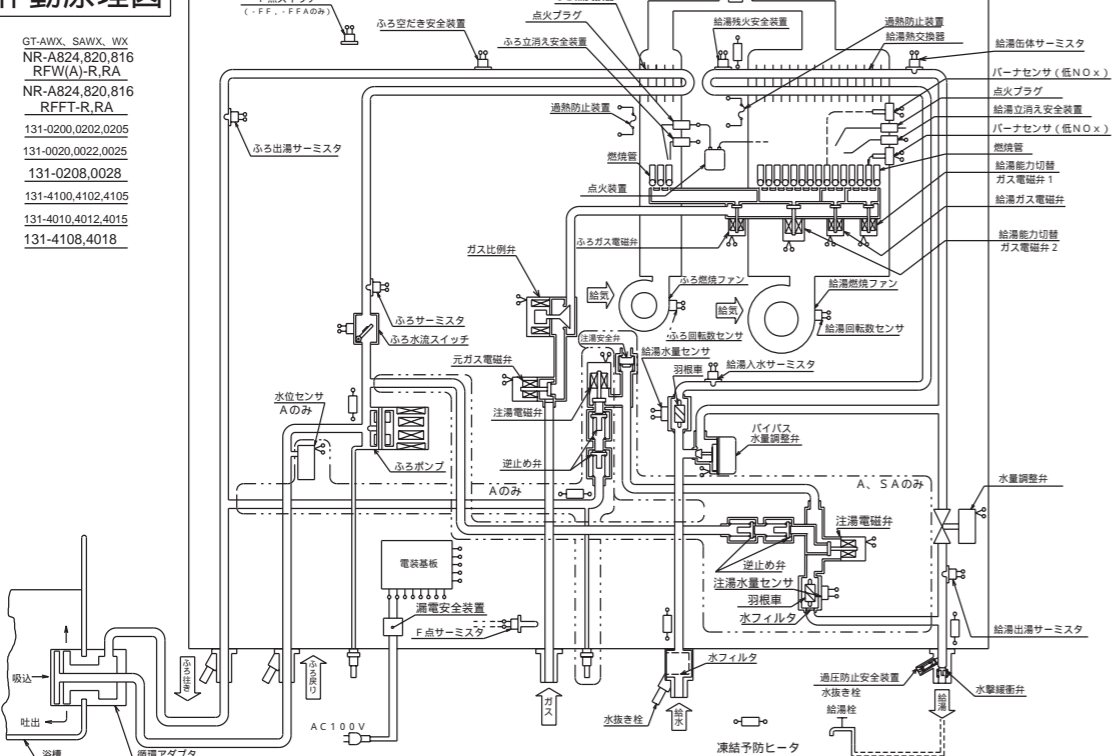 作動原理図
(-FF,-FFAのみ)
GT-AWX、SAWX、WX
NR-A824,820,816
RFW(A)-R,RA
NR-A824,820,816
RFFT-R,RA
131-0200,0202,0205
131-0020,0022,0025
131-0208,0028
131-4100,4102,4105
131-4010,4012,4015
131-4108,4018
ふろ空だき安全装置
点火プラグ
ふろ立消え安全装置
過熱防止装置
ふろ出湯サーミスタ
燃焼管
点火装置
給湯残火安全装置
過熱防止装置
給湯熱交換器
給湯缶体サーミスタ
バーナセンサ(低NOx)
点火プラグ
給湯立消え安全装置
バーナセンサ(低NOx)
燃焼管
給湯能力切替
ガス電磁弁1
給湯ガス電磁弁
給湯能力切替
ガス電磁弁2
ふろガス電磁弁
ガス比例弁
給気
ふろ燃焼ファン
給気
給湯燃焼ファン
ふろ回転数センサ
給湯回転数センサ
ふろサーミスタ
ふろ水流スイッチ
元ガス電磁弁
注湯安全弁
給湯水量センサ
羽根車
給湯入水サーミスタ
水位センサ
Aのみ
注湯電磁弁
バイパス
水量調整弁
ふろポンプ
逆止め弁
Aのみ
A、SAのみ
水量調整弁
注湯電磁弁
電装基板
逆止め弁
注湯水量センサ
羽根車
水フィルタ
漏電安全装置
F点サーミスタ
給湯出湯サーミスタ
水フィルタ
過圧防止安全装置
水抜き栓
水撃緩衝弁
吸込
吐出
ふろ往き
ふろ戻り
ガス
給水
給湯
水抜き栓
給湯栓
AC100V
凍結予防ヒータ
浴槽
循環アダプタ